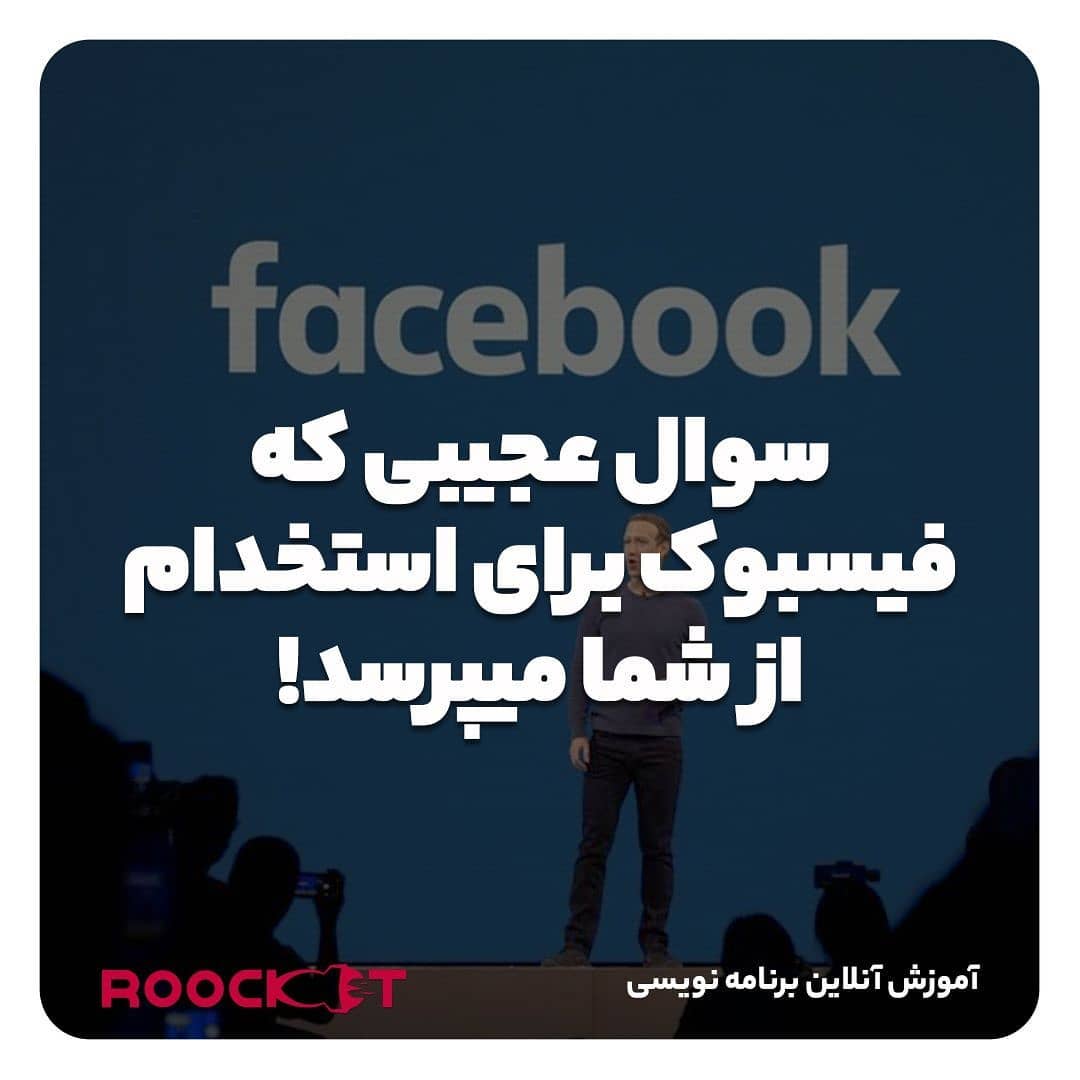 facebook
سوال عجیبی که
فیسبوک برای استخدام
از شما میپرسد!
آموزش آنلاین برنامه نویسی
ROOCKET